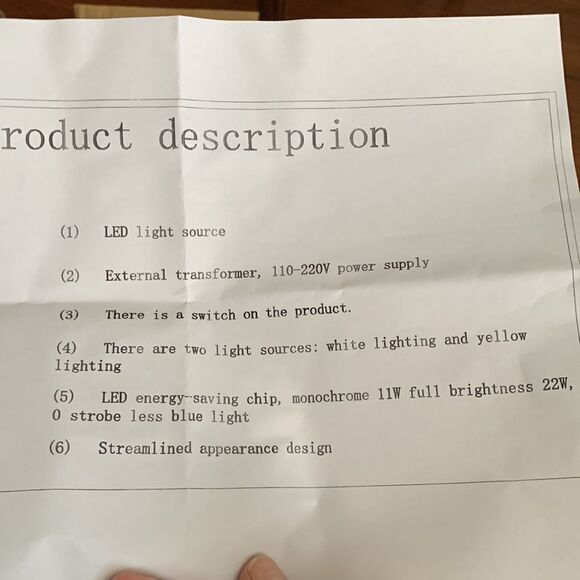 roduct description
(1) LED light source
(2) External transformer, 110-220V power supply
(3) There is a switch on the product.
(4) There are two light sources: white lighting and yellow
lighting
(5) LED energy-saving chip, monochrome 11W full brightness 22W,
0 strobe less blue light
(6) Streamlined appearance design